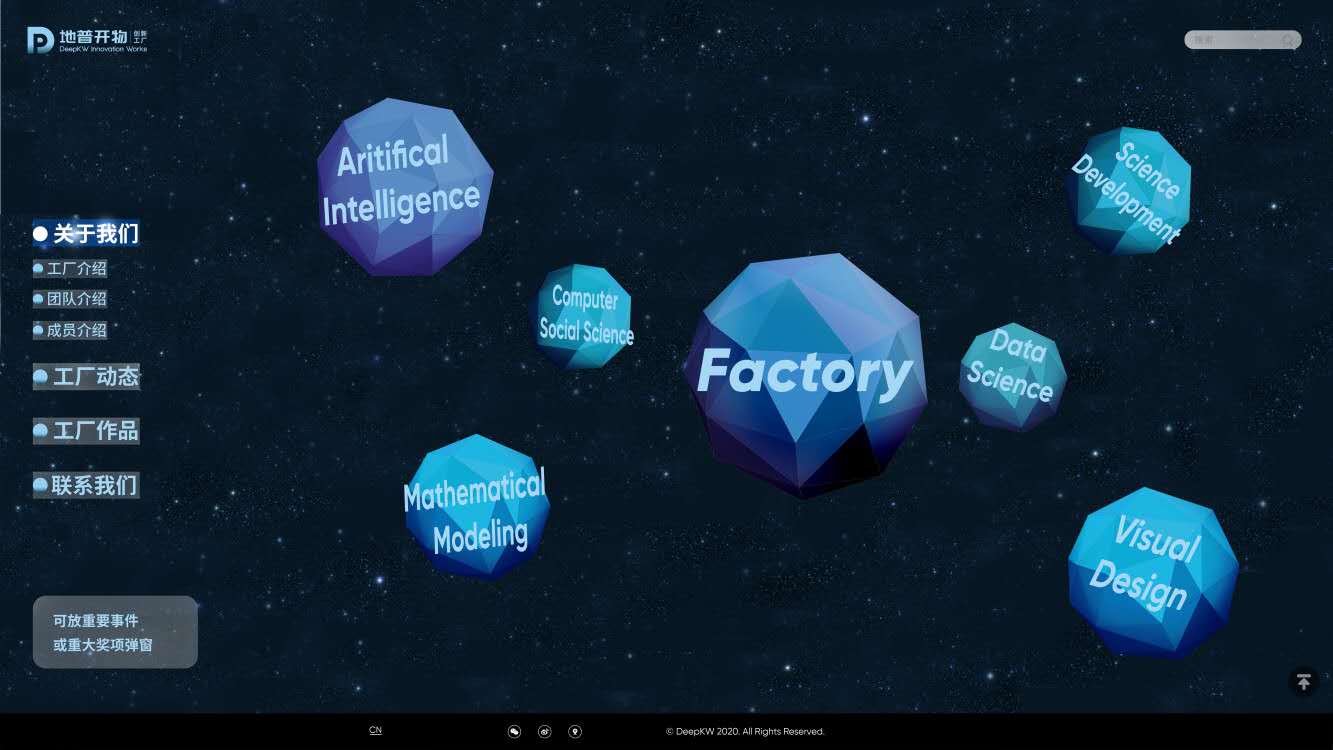 地普开物
创新
工厂
DeepKW Innovation Works
搜索
Aritifical
Intelligence
Science
Development
关于我们
工厂介绍
团队介绍
成员介绍
Computer
Social Science
Factory
Data
Science
工厂动态
工厂作品
联系我们
Mathematical
Modeling
Visual
Design
可放重要事件
或重大奖项弹窗
CN
© DeepKW 2020. All Rights Reserved.